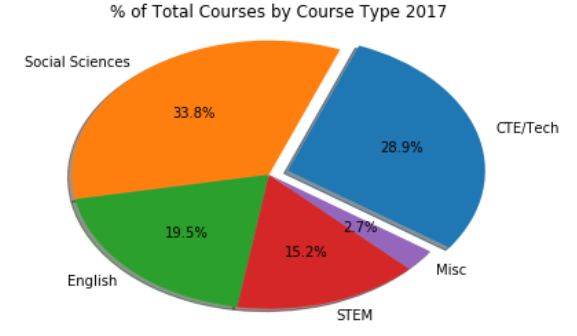 % of Total Courses by Course Type 2017
Social Sciences
33.8%
CTE/Tech
28.9%
19.5%
2.7%
15.2%
English
Misc
STEM